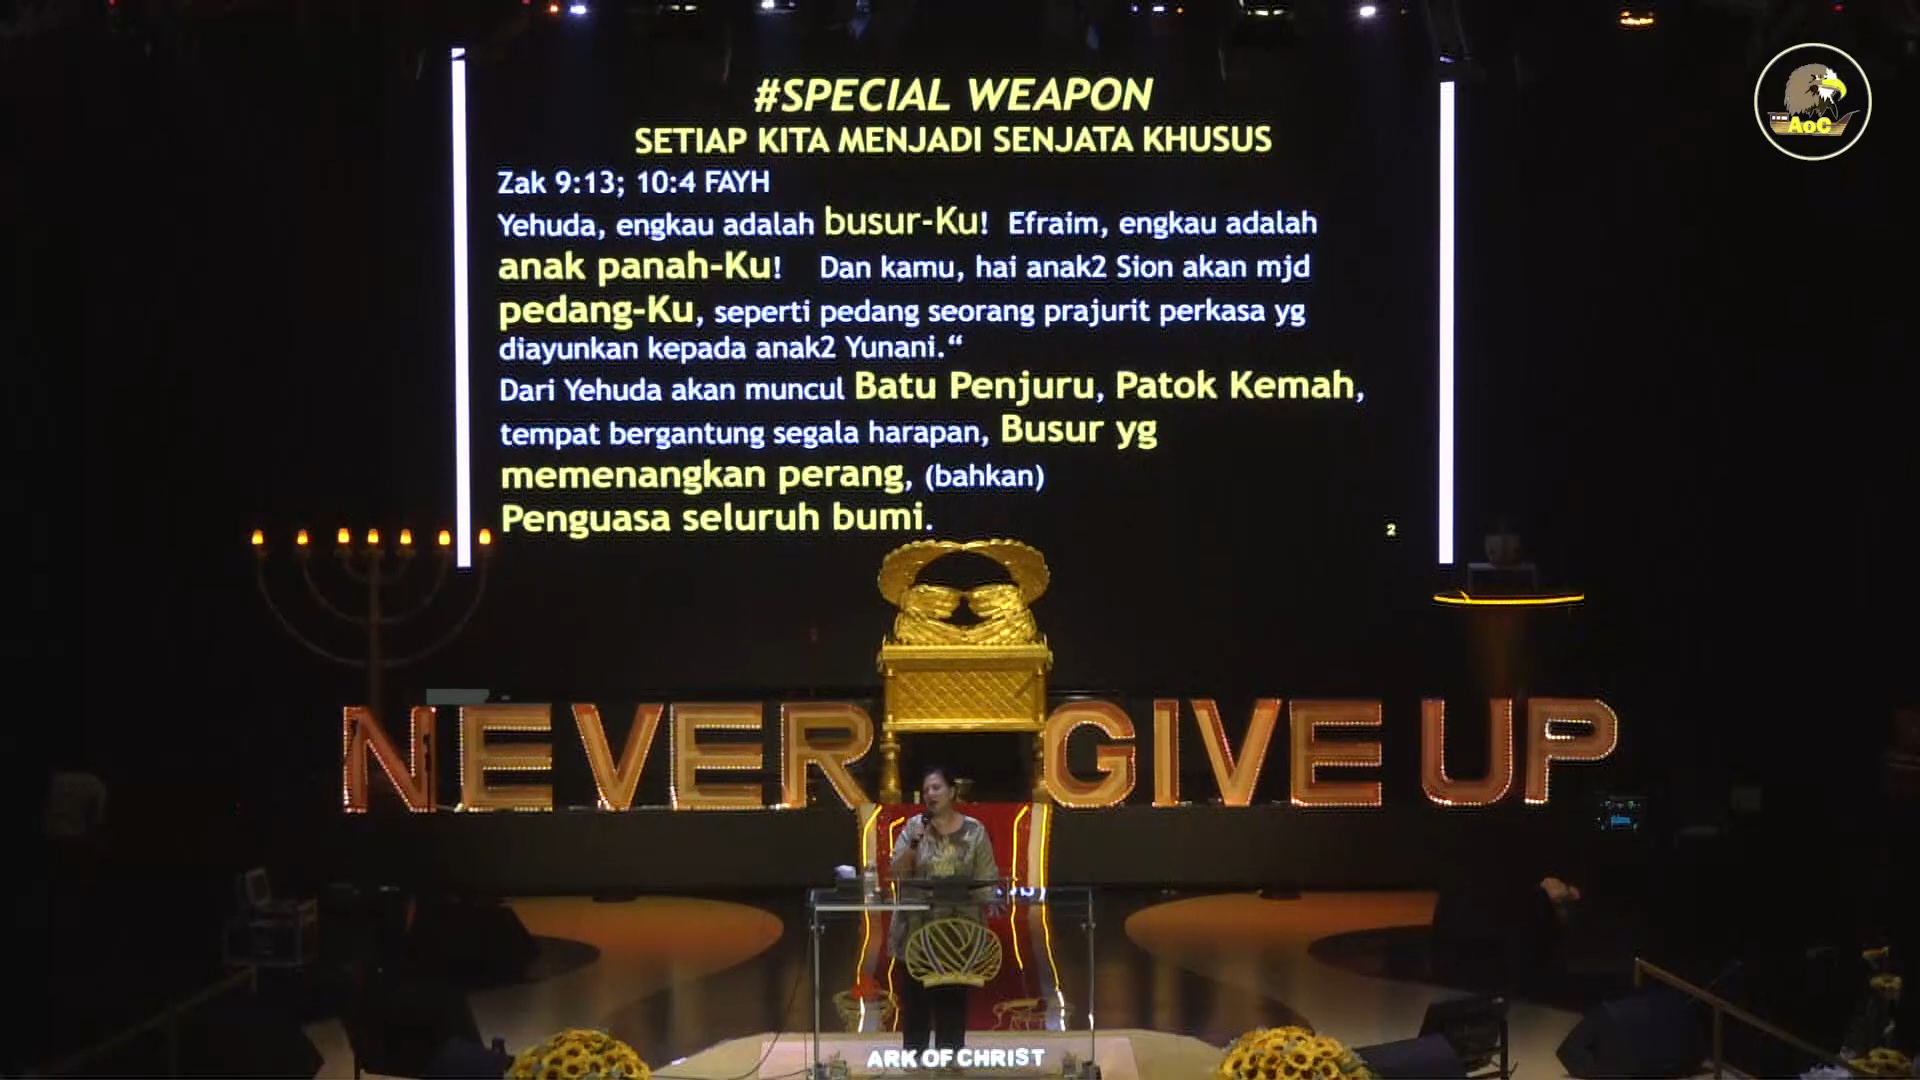 #SPECIAL WEAPON
SETIAP KITA MENJADI SENJATA KHUSUS
Zak 9:13; 10:4 FAYH
Yehuda, engkau adalah busur-Ku! Efraim, engkau adalah
anak panah-Ku! Dan kamu, hai anak2 Sion akan mjd
pedang-Ku, seperti pedang seorang prajurit perkasa yg
diayunkan kepada anak2 Yunani.“
Dari Yehuda akan muncul Batu Penjuru, Patok Kemah,
tempat bergantung segala harapan, Busur yg
memenangkan perang, (bahkan)
Penguasa seluruh bumi.
2
AoC
NEVER GIVE UP
ARK OF CHRIST